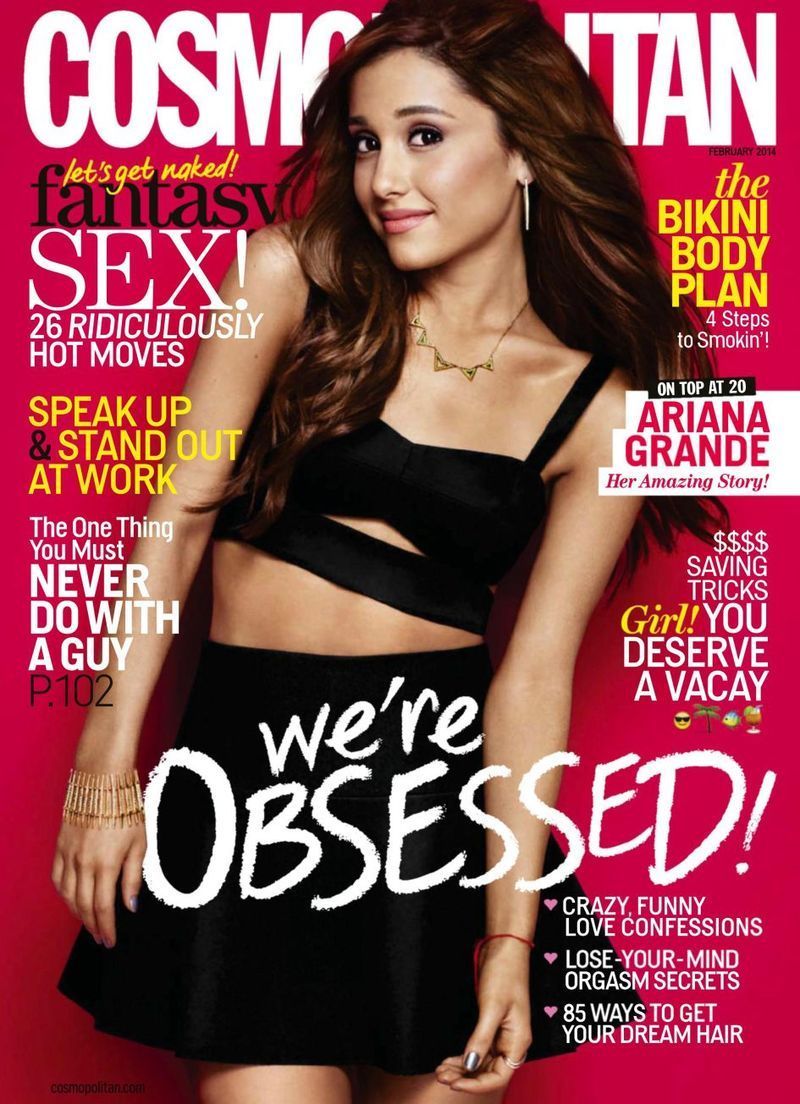 COSMOPOLITAN
FEBRUARY 2014
let's get naked!
fantasy
SEX!
26 RIDICULOUSLY
HOT MOVES
SPEAK UP
& STAND OUT
AT WORK
The One Thing
You Must
NEVER
DO WITH
A GUY
P.102
the
BIKINI
BODY
PLAN
4 Steps
to Smokin'!
ON TOP AT 20
ARIANA
GRANDE
Her Amazing Story!
$$$$
SAVING
TRICKS
Girl! YOU
DESERVE
A VACAY
we're
OBSESSED!
CRAZY, FUNNY
LOVE CONFESSIONS
LOSE-YOUR-MIND
ORGASM SECRETS
85 WAYS TO GET
YOUR DREAM HAIR
cosmopolitan.com